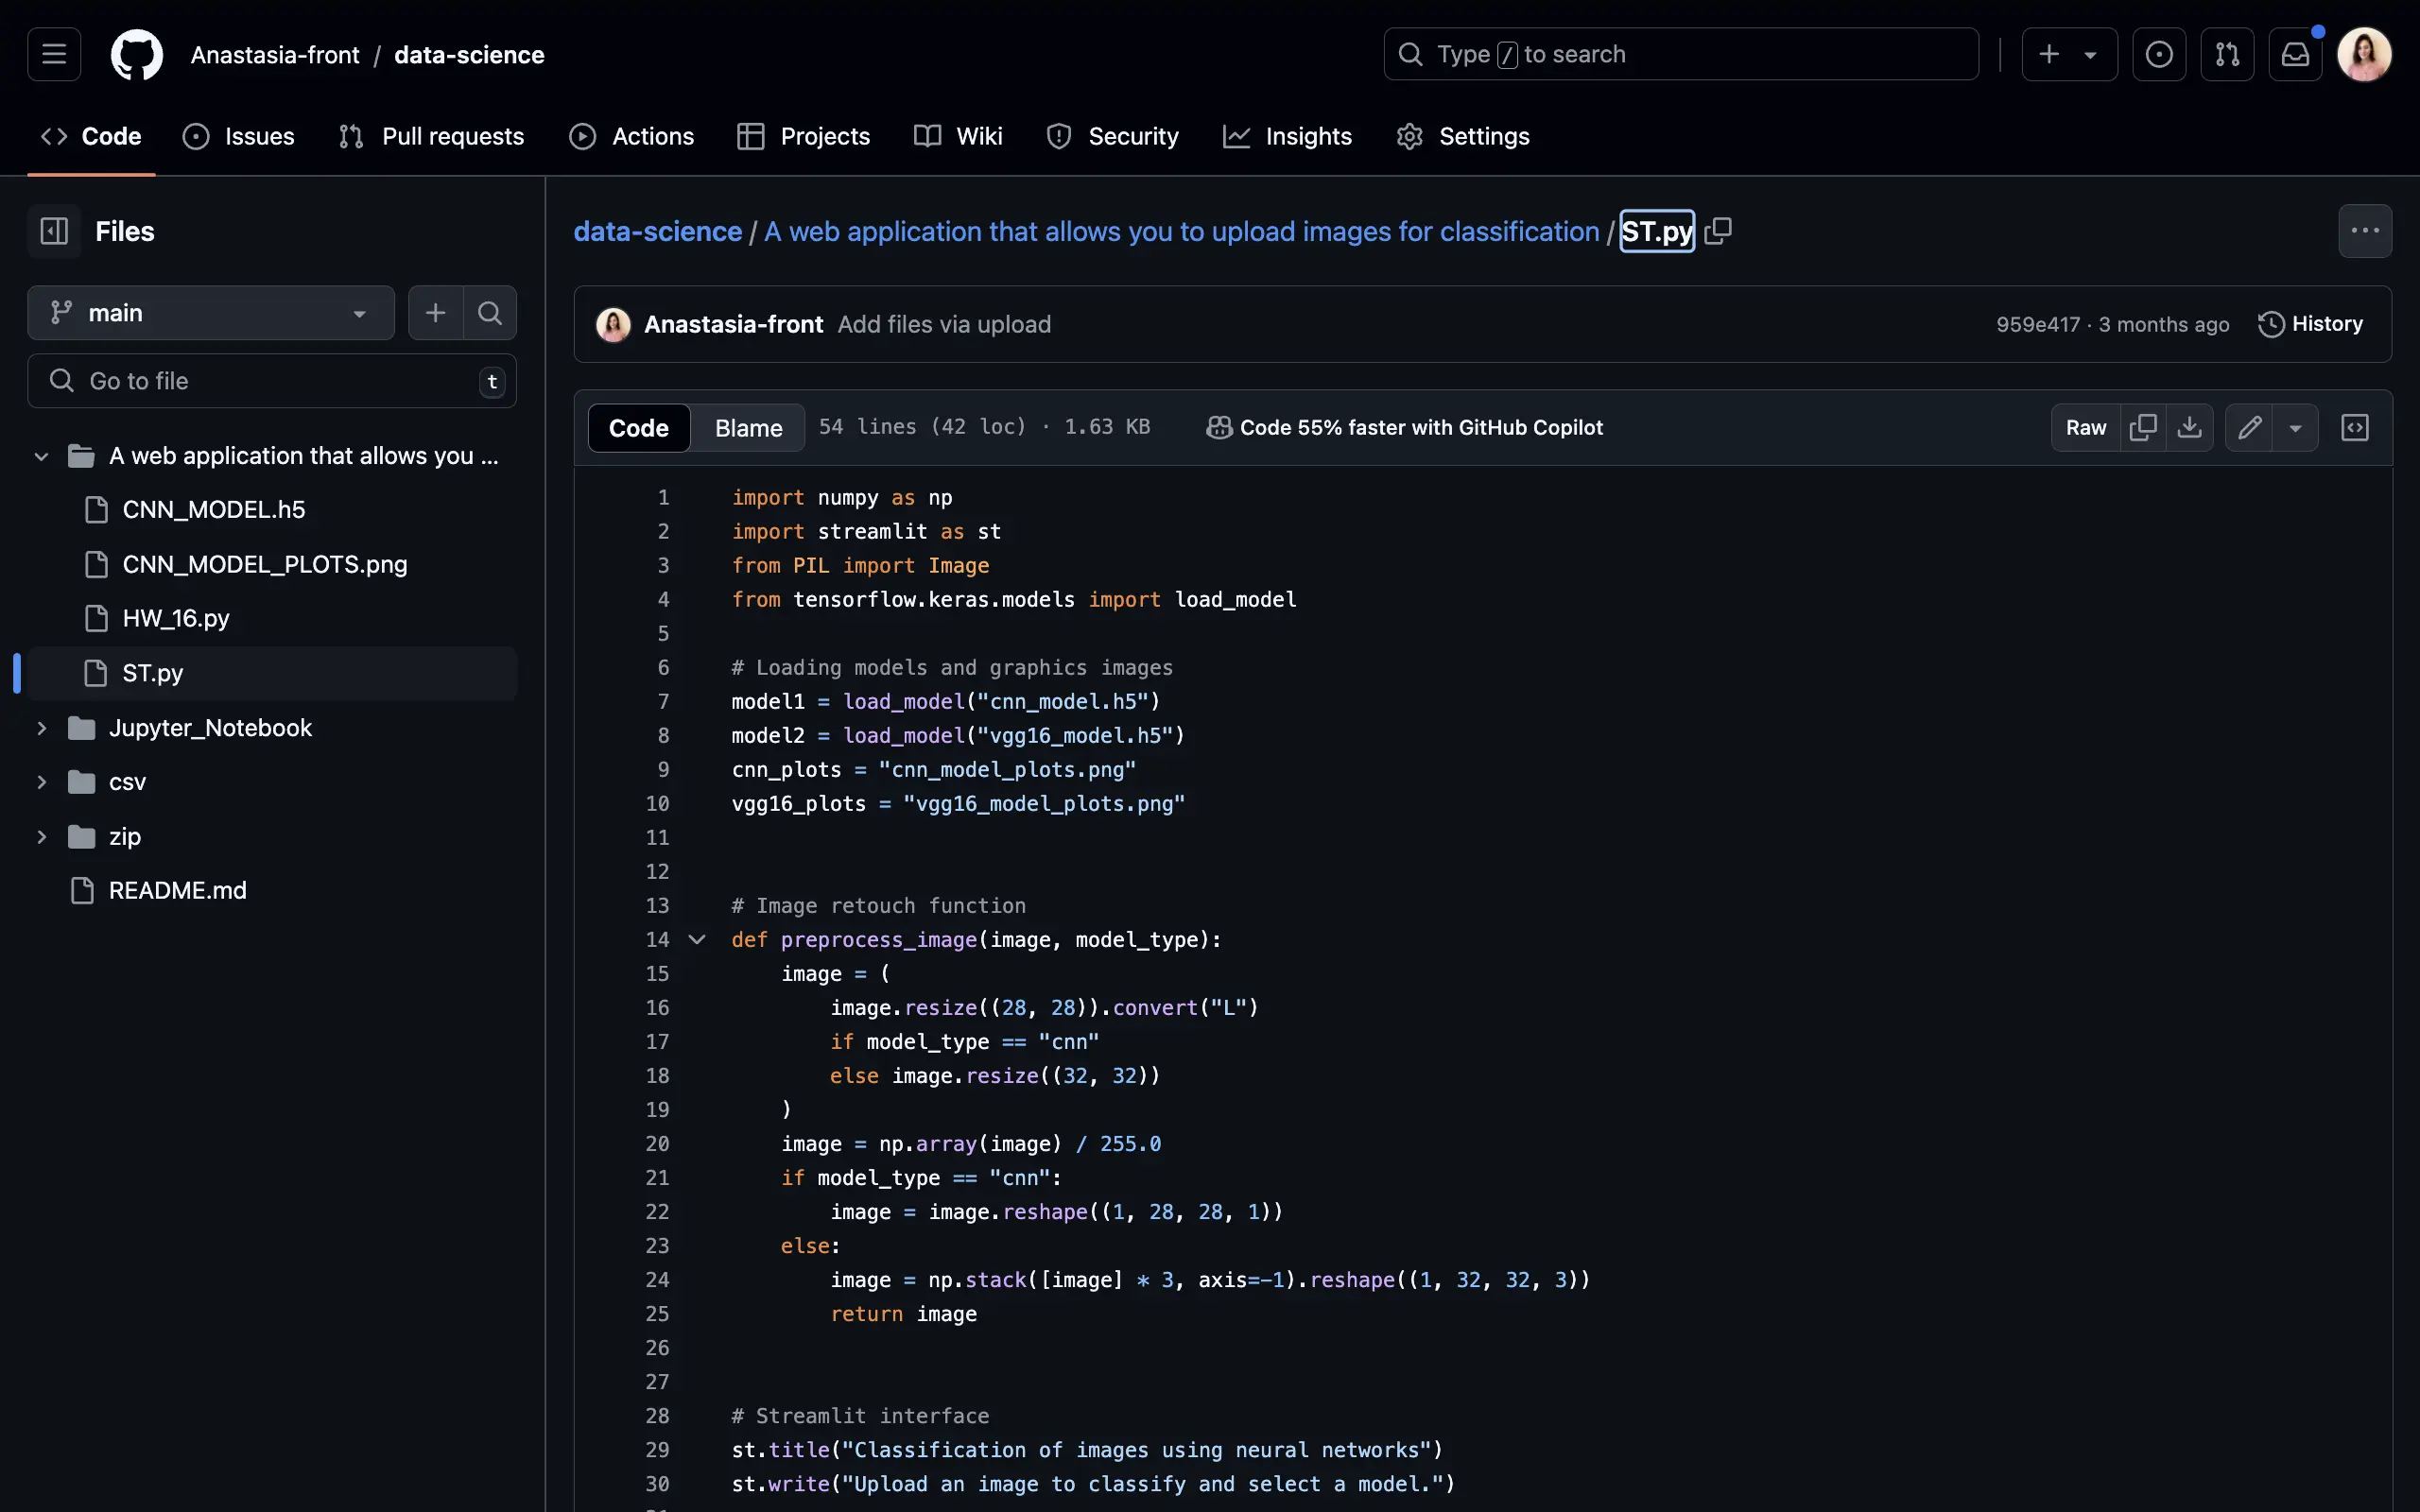 Anastasia-front / data-science
Type / to search
Code
Issues
Pull requests
Actions
Projects
Wiki
Security
Insights
Settings
Files
main
Go to file
t
A web application that allows you ...
CNN_MODEL.h5
CNN_MODEL_PLOTS.png
HW_16.py
ST.py
Jupyter_Notebook
csv
zip
README.md
data-science / A web application that allows you to upload images for classification / ST.py
Anastasia-front Add files via upload
959e417 · 3 months ago
History
Code
Blame
54 lines (42 loc) · 1.63 KB
Code 55% faster with GitHub Copilot
Raw
1 import numpy as np
2 import streamlit as st
3 from PIL import Image
4 from tensorflow.keras.models import load_model
5
6 # Loading models and graphics images
7 model1 = load_model("cnn_model.h5")
8 model2 = load_model("vgg16_model.h5")
9 cnn_plots = "cnn_model_plots.png"
10 vgg16_plots = "vgg16_model_plots.png"
11
12
13 # Image retouch function
14 def preprocess_image(image, model_type):
15     image = (
16         image.resize((28, 28)).convert("L")
17         if model_type == "cnn"
18         else image.resize((32, 32))
19     )
20     image = np.array(image) / 255.0
21     if model_type == "cnn":
22         image = image.reshape((1, 28, 28, 1))
23     else:
24         image = np.stack([image] * 3, axis=-1).reshape((1, 32, 32, 3))
25         return image
26
27
28 # Streamlit interface
29 st.title("Classification of images using neural networks")
30 st.write("Upload an image to classify and select a model.")